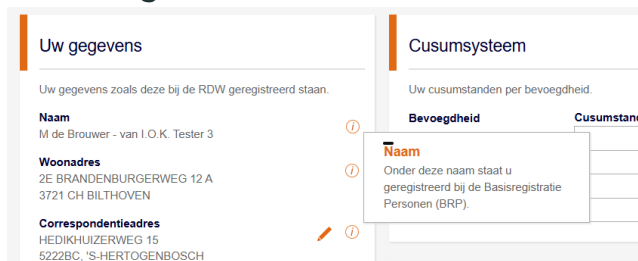 Uw gegevens
Uw gegevens zoals deze bij de RDW geregistreerd staan.
Naam
M de Brouwer - van I.O.K. Tester 3
Woonadres
2E BRANDENBURGERWEG 12 A
3721 CH BILTHOVEN
Correspondentieadres
HEDIKHUIZERWEG 15
5222BC, 'S-HERTOGENBOSCH
Cusumsysteem
Uw cusumstanden per bevoegdheid.
Bevoegdheid Cusumstand
Naam
Onder deze naam staat u
geregistreerd bij de Basisregistratie
Personen (BRP).